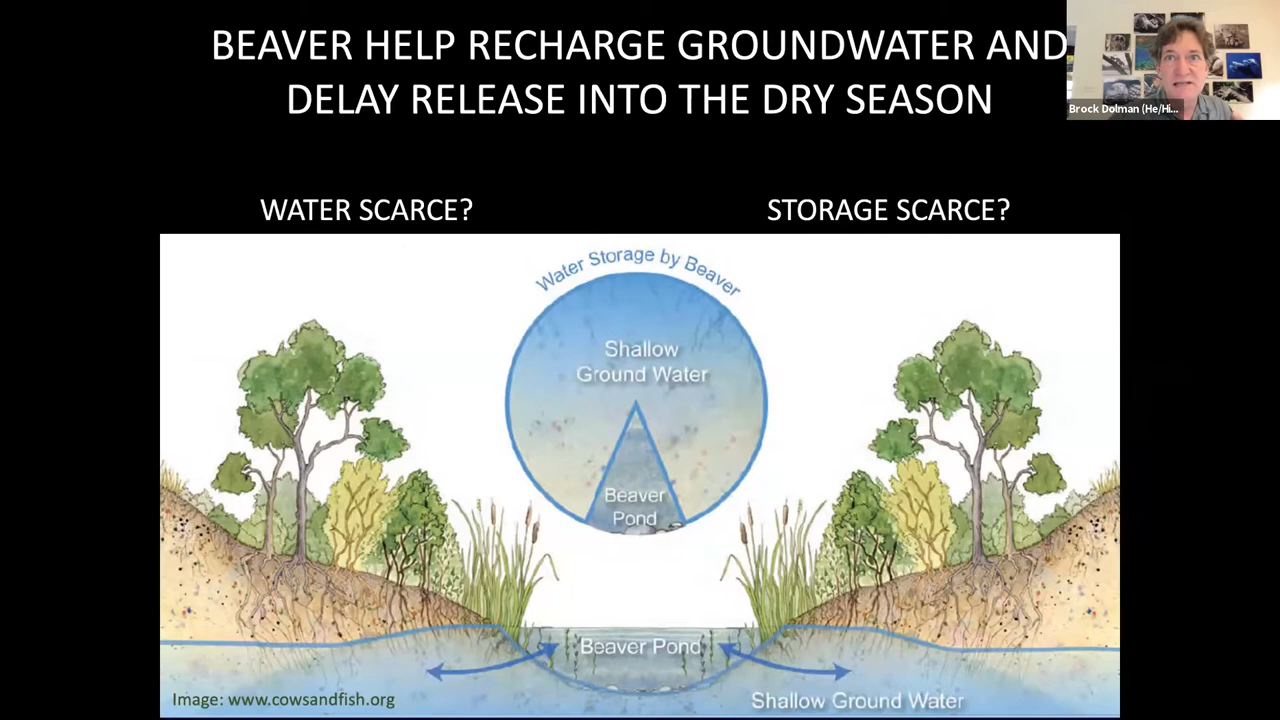 BEAVER HELP RECHARGE GROUNDWATER AND
DELAY RELEASE INTO THE DRY SEASON
Brock Dolman (He/Hi...
WATER SCARCE?
STORAGE SCARCE?
Water Storage by Beaver
Shallow
Ground Water
Beaver
Pond
Beaver Pond
Image: www.cowsandfish.org
Shallow Ground Water